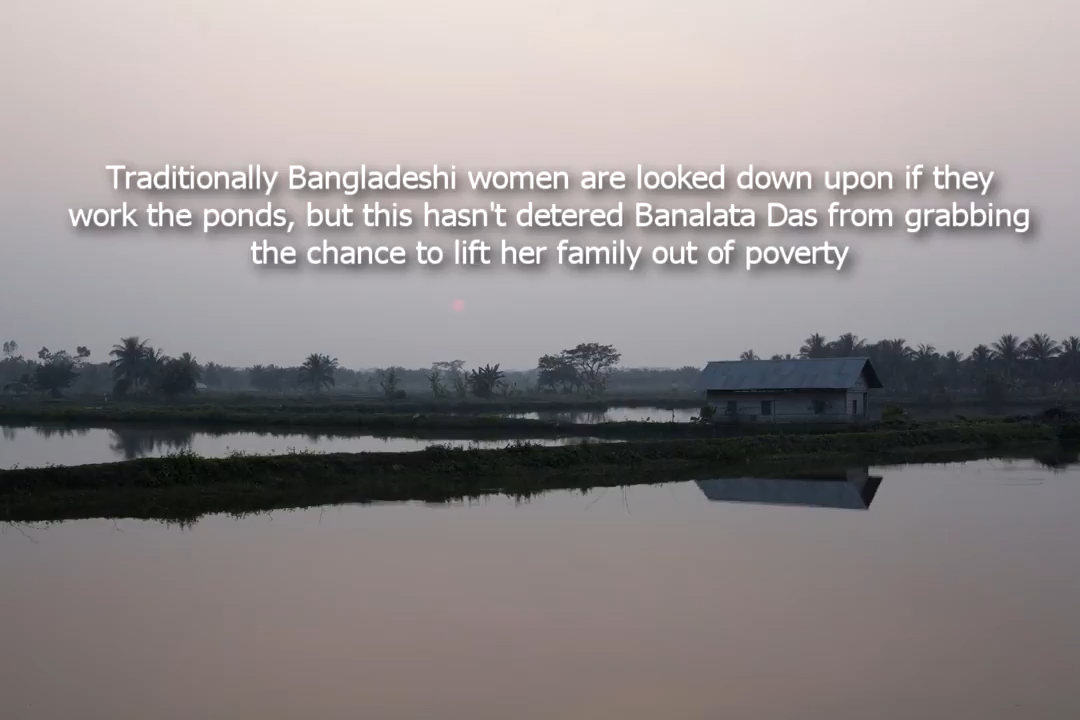 Traditionally Bangladeshi women are looked down upon if they
work the ponds, but this hasn't detered Banalata Das from grabbing
the chance to lift her family out of poverty